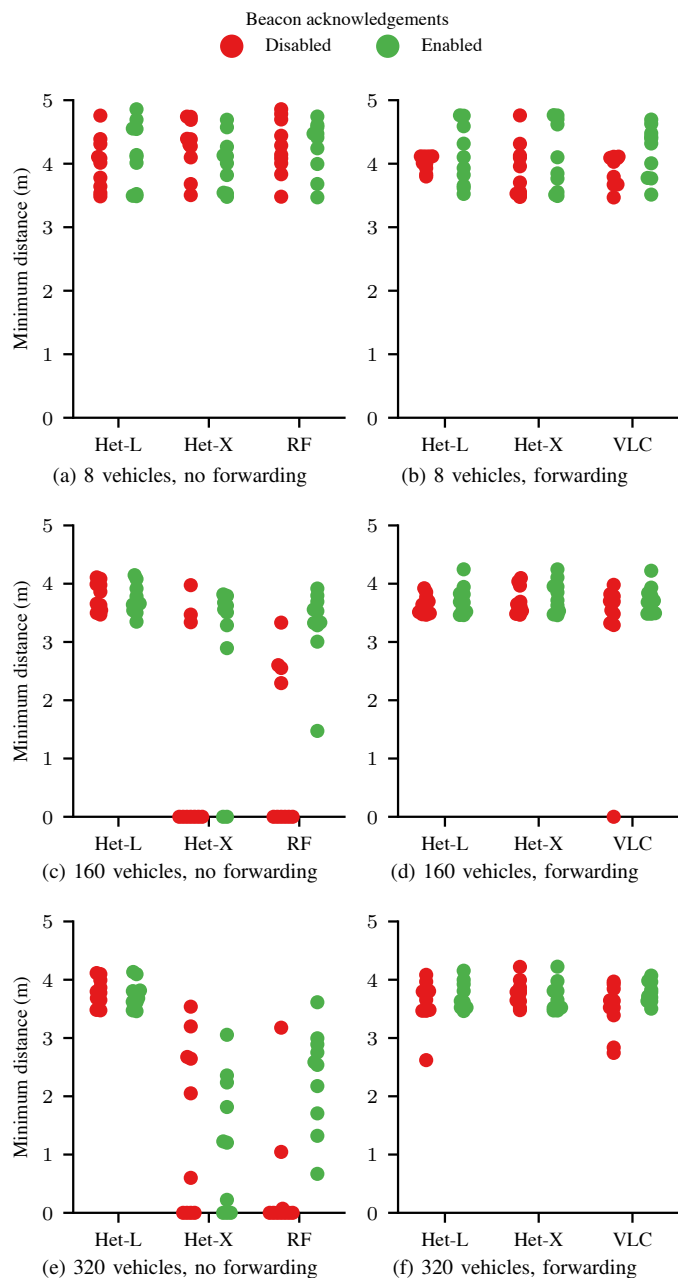 Beacon acknowledgements
Disabled Enabled
Minimum distance (m)
5
4
3
2
1
0
Het-L Het-X RF
(a) 8 vehicles, no forwarding
5
4
3
2
1
0
Het-L Het-X VLC
(b) 8 vehicles, forwarding
Minimum distance (m)
5
4
3
2
1
0
Het-L Het-X RF
(c) 160 vehicles, no forwarding
5
4
3
2
1
0
Het-L Het-X VLC
(d) 160 vehicles, forwarding
Minimum distance (m)
5
4
3
2
1
0
Het-L Het-X RF
(e) 320 vehicles, no forwarding
5
4
3
2
1
0
Het-L Het-X VLC
(f) 320 vehicles, forwarding